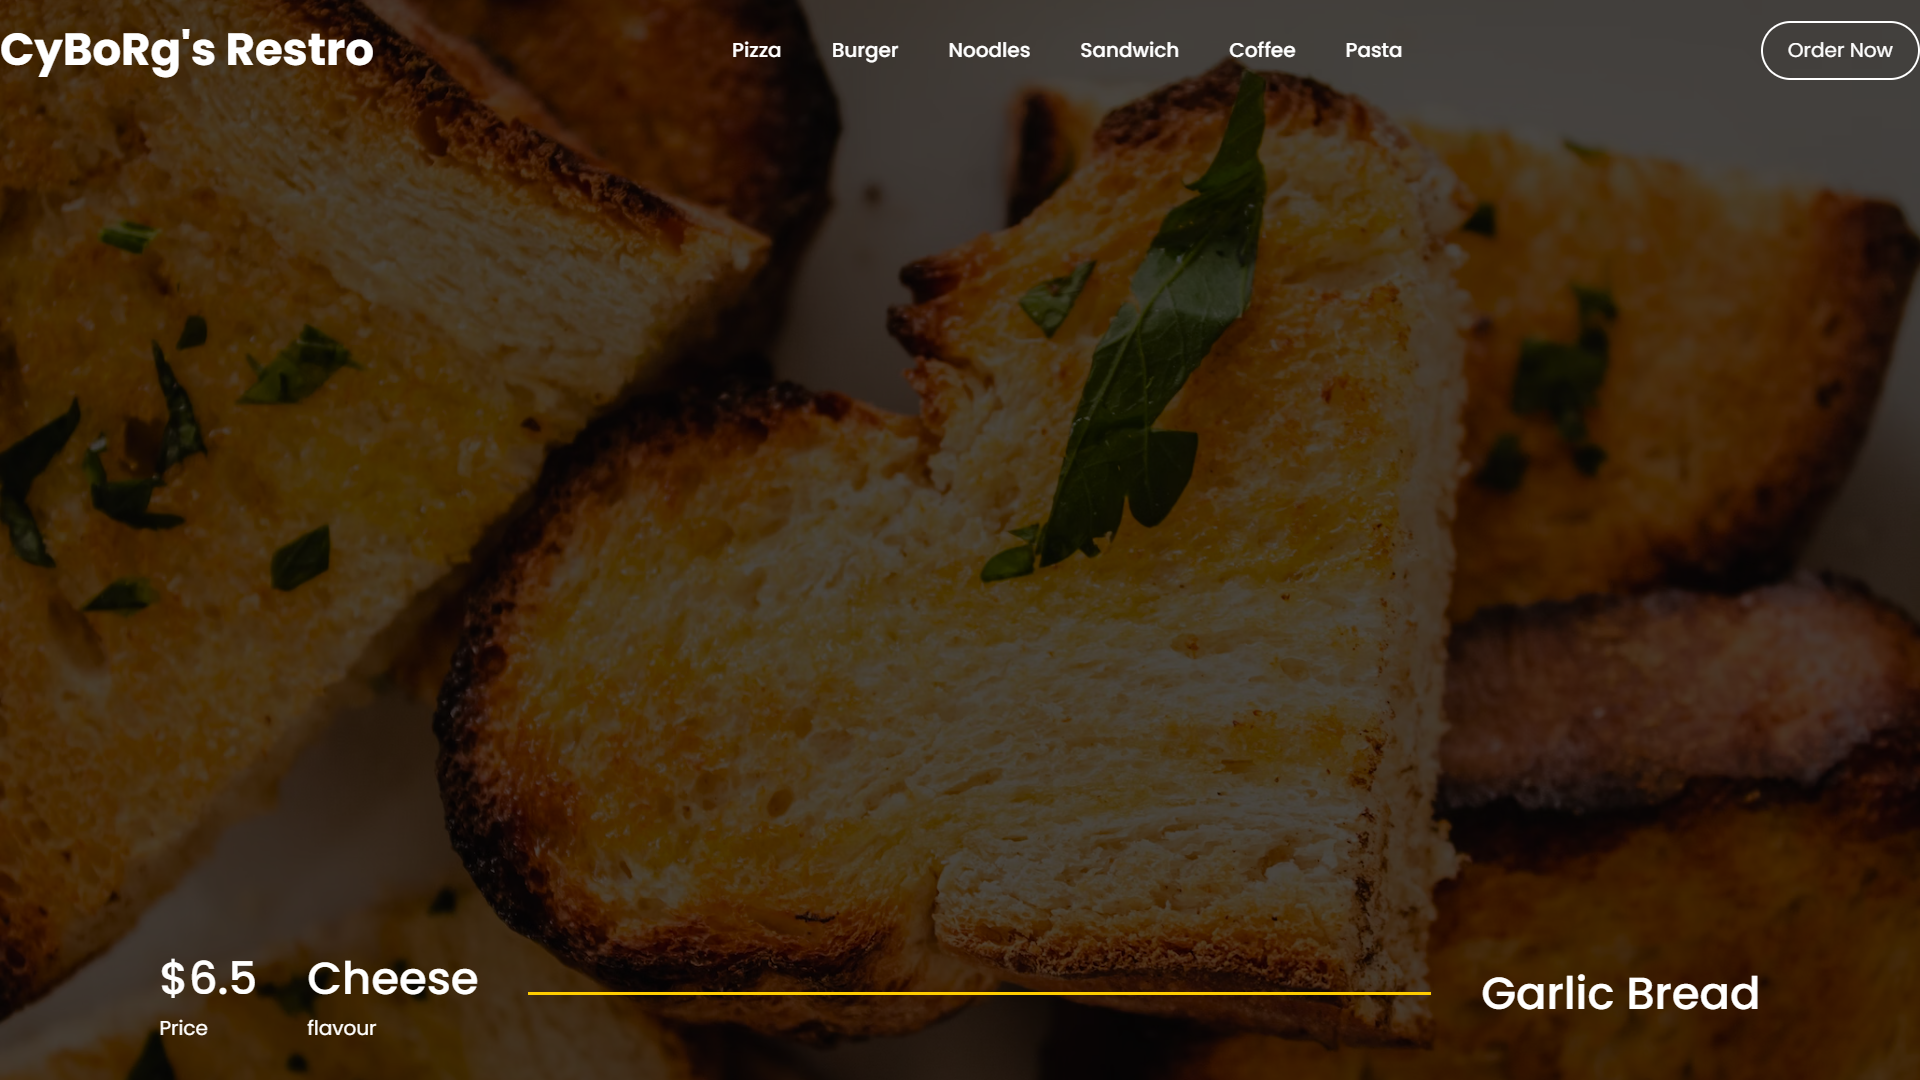 CyBoRg's Restro
Pizza Burger Noodles Sandwich Coffee Pasta
Order Now
$6.5 Cheese
Price flavour
Garlic Bread